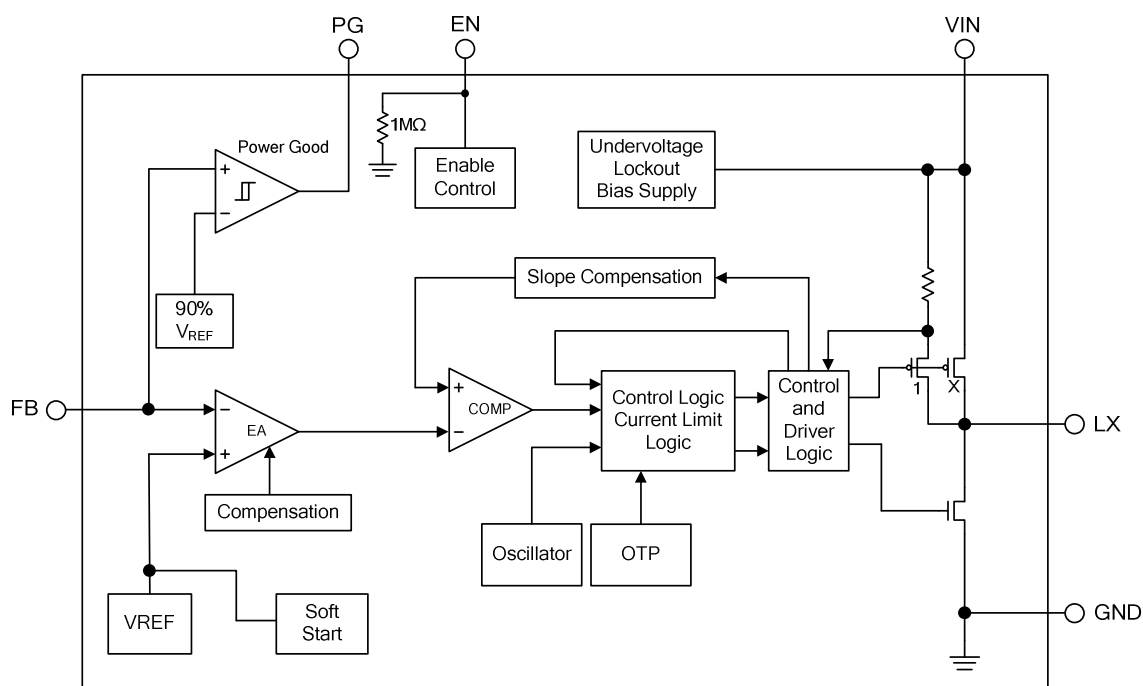 PG
EN
VIN
1MΩ
Power Good
+
−
Enable
Control
Undervoltage
Lockout
Bias Supply
Slope Compensation
90%
VREF
FB
−
EA
+
+
COMP
−
Control Logic
Current Limit
Logic
Control
and
Driver
Logic
1
X
LX
Compensation
Oscillator
OTP
VREF
Soft
Start
GND